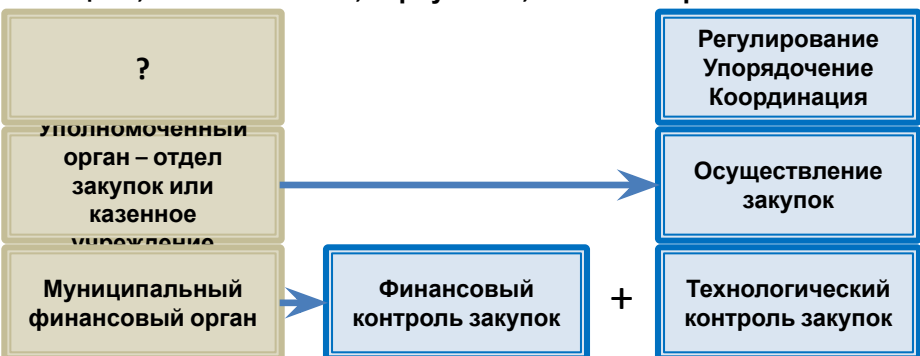 ?
Регулирование
Упорядочение
Координация
Уполномоченный
орган – отдел
закупок или
казенное
учреждение
Осуществление
закупок
Муниципальный
финансовый орган
Финансовый
контроль закупок
+
Технологический
контроль закупок